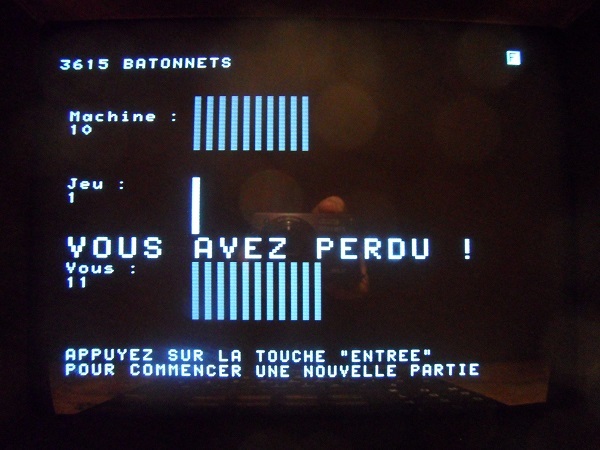 3615 BATONNETS
F
Machine :
10
Jeu :
1
VOUS AVEZ PERDU !
Vous :
11
APPUYEZ SUR LA TOUCHE "ENTREE"
POUR COMMENCER UNE NOUVELLE PARTIE